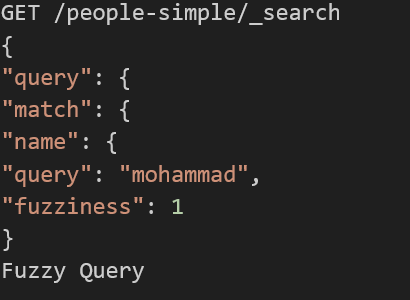 GET /people-simple/_search
{
"query": {
"match": {
"name": {
"query": "mohammad",
"fuzziness": 1
}
Fuzzy Query